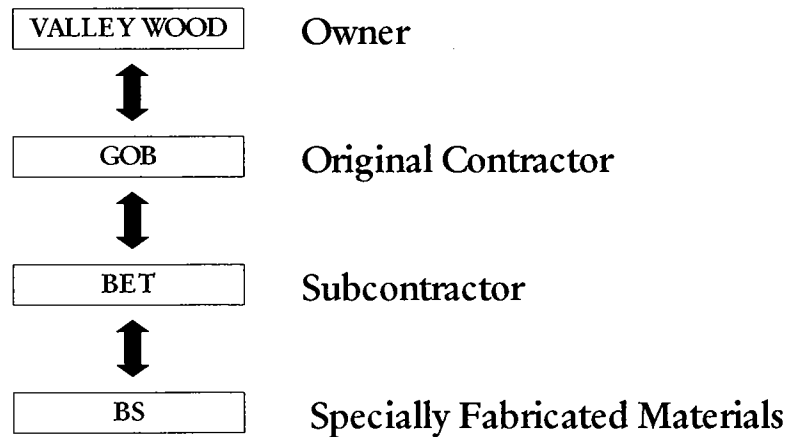 VALLEY WOOD Owner
GOB Original Contractor
BET Subcontractor
BS Specially Fabricated Materials